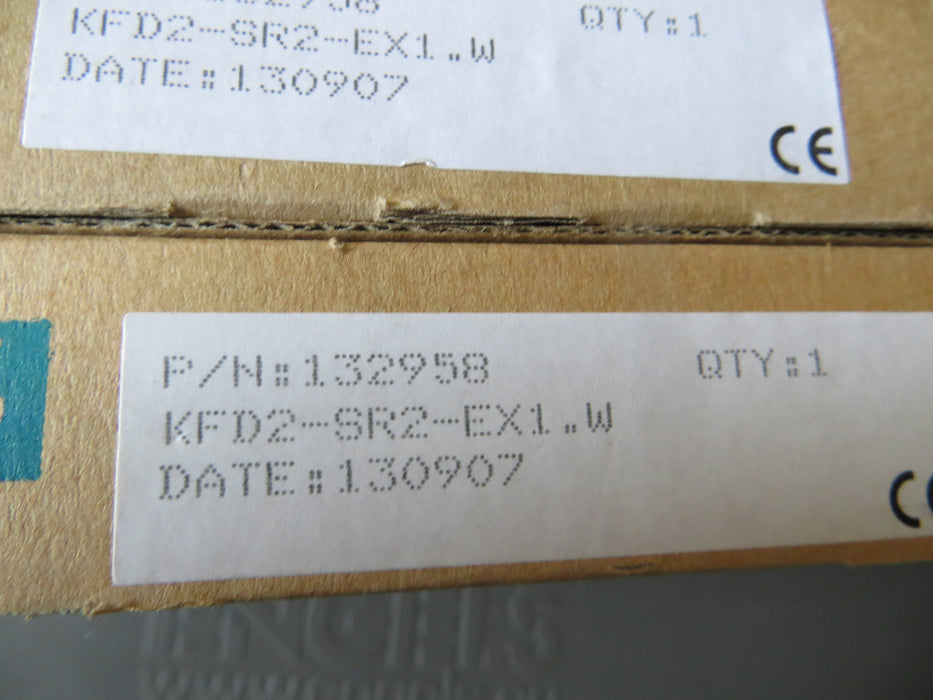 KFD2-SR2-EX1.W
QTY:1
DATE:130907
CE
P/N:132958
QTY:1
KFD2-SR2-EX1.W
DATE:130907